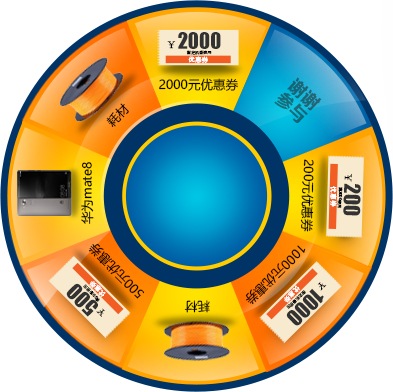 ¥ 2000
优惠券
2000元优惠券
谢谢
参与
¥ 200
优惠券
200元优惠券
¥ 1000
优惠券
1000元优惠券
耗材
¥ 500
优惠券
500元优惠券
华为mate8
耗材